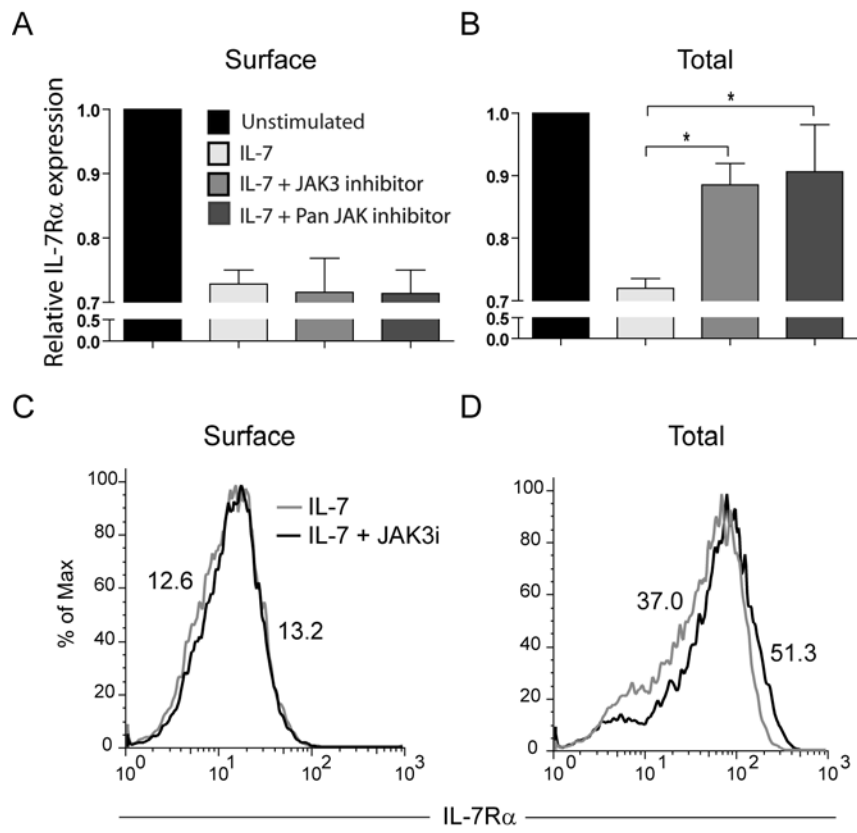 A
B
Surface
Total
Relative IL-7Rα expression
1.0
0.9
0.8
0.7
0.5
0.0
Unstimulated
IL-7
IL-7 + JAK3 inhibitor
IL-7 + Pan JAK inhibitor
1.0
0.9
0.8
0.7
0.5
0.0
*
*
C
D
Surface
Total
% of Max
100
80
60
40
20
0
IL-7
IL-7 + JAK3i
12.6
13.2
10⁰ 10¹ 10² 10³
100
80
60
40
20
0
37.0
51.3
10⁰ 10¹ 10² 10³
IL-7Rα